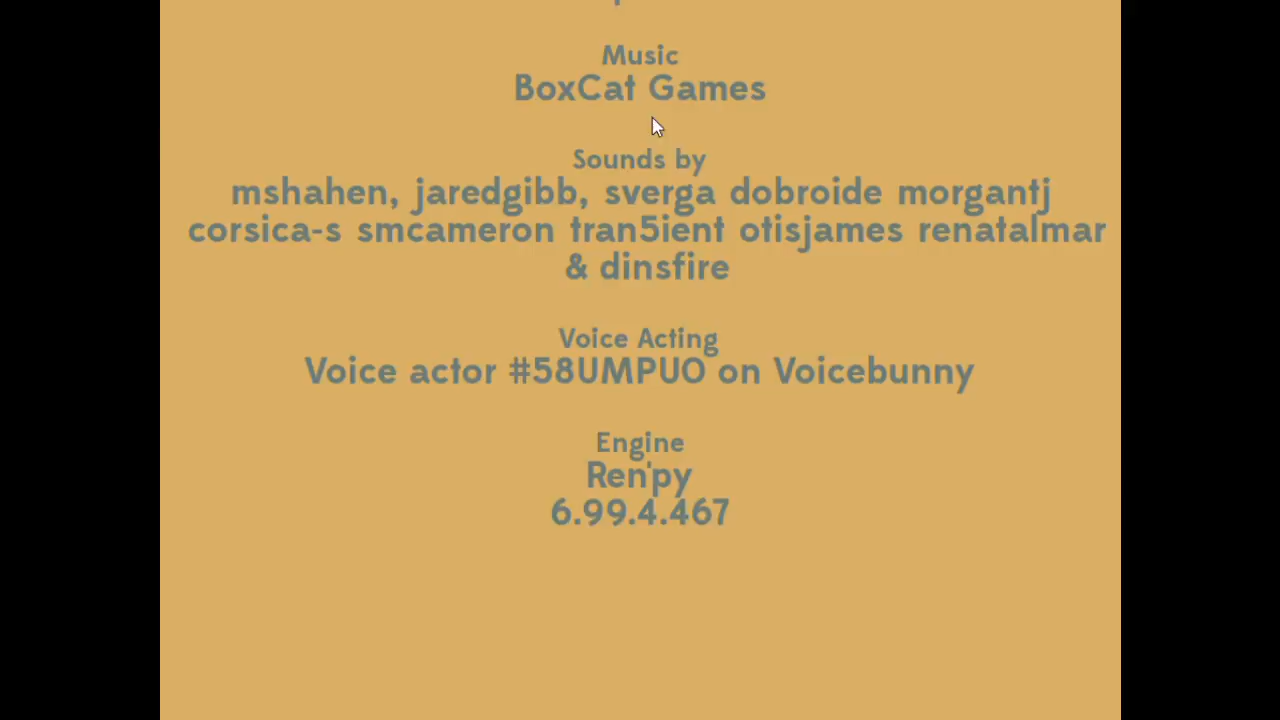 Music
BoxCat Games
Sounds by
mshahen, jaredgibb, sverga dobroide morgantj
corsica-s smcameron tran5ient otisjames renatalmar
& dinsfire
Voice Acting
Voice actor #58UMPUO on Voicebunny
Engine
Ren'py
6.99.4.467